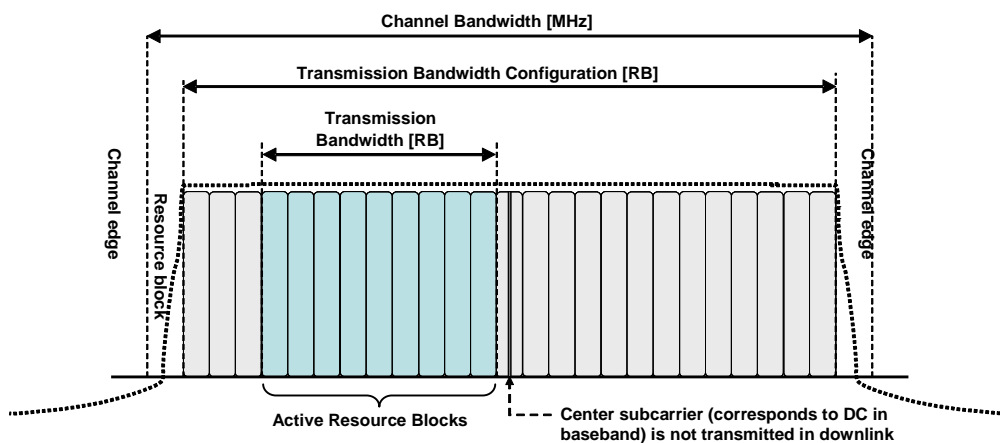 Channel Bandwidth [MHz]
Transmission Bandwidth Configuration [RB]
Transmission
Bandwidth [RB]
Channel edge
Resource block
Channel edge
Active Resource Blocks
Center subcarrier (corresponds to DC in
baseband) is not transmitted in downlink